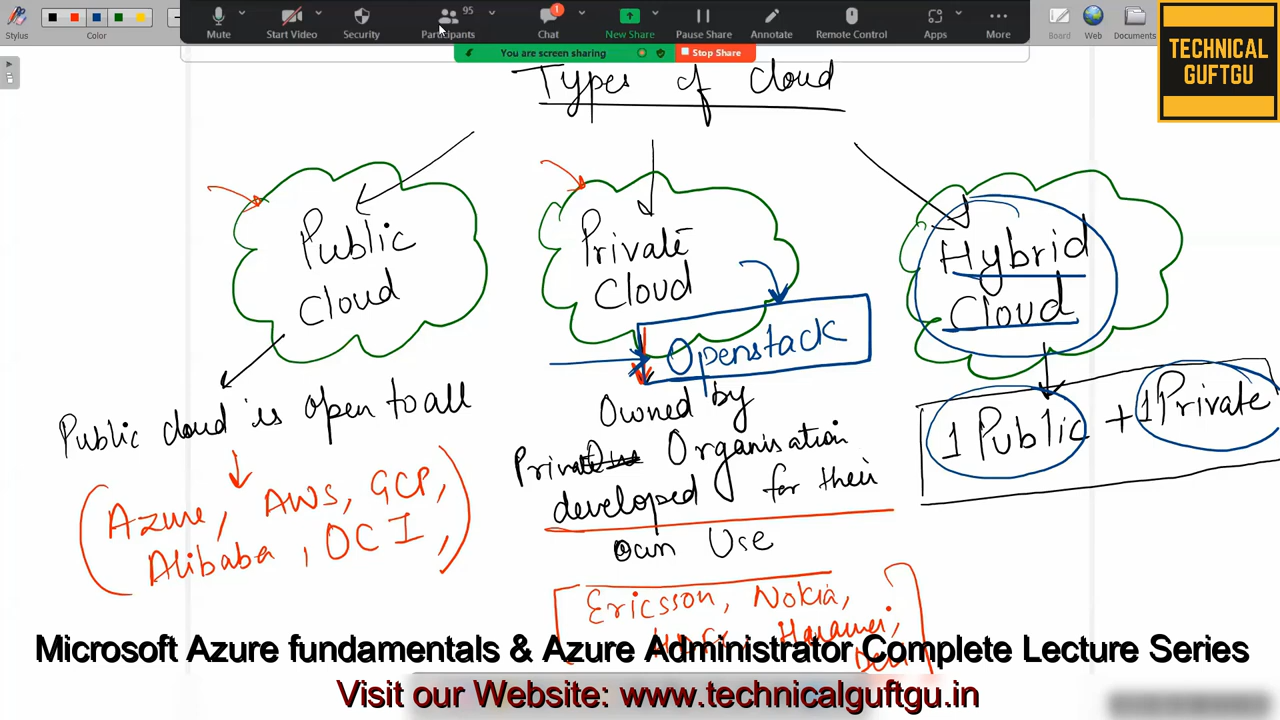 Stylus
Color
Mute
Start Video
Security
95
Participants
1
Chat
New Share
Pause Share
Annotate
Remote Control
Apps
More
Board
Web
Documents
You are screen sharing
Stop Share
TECHNICAL
GUFTGU
Types of Cloud
Public
Cloud
Private
Cloud
Hybrid
Cloud
Openstack
1 Public + 1 Private
Public cloud is open to all
(Azure, AWS, GCP,
Alibaba, OCI,)
Owned by
Private Organisation
developed for their
own Use
[Ericsson, Nokia,
Microsoft Azure fundamentals & Azure Administrator Complete Lecture Series
Visit our Website: www.technicalguftgu.in